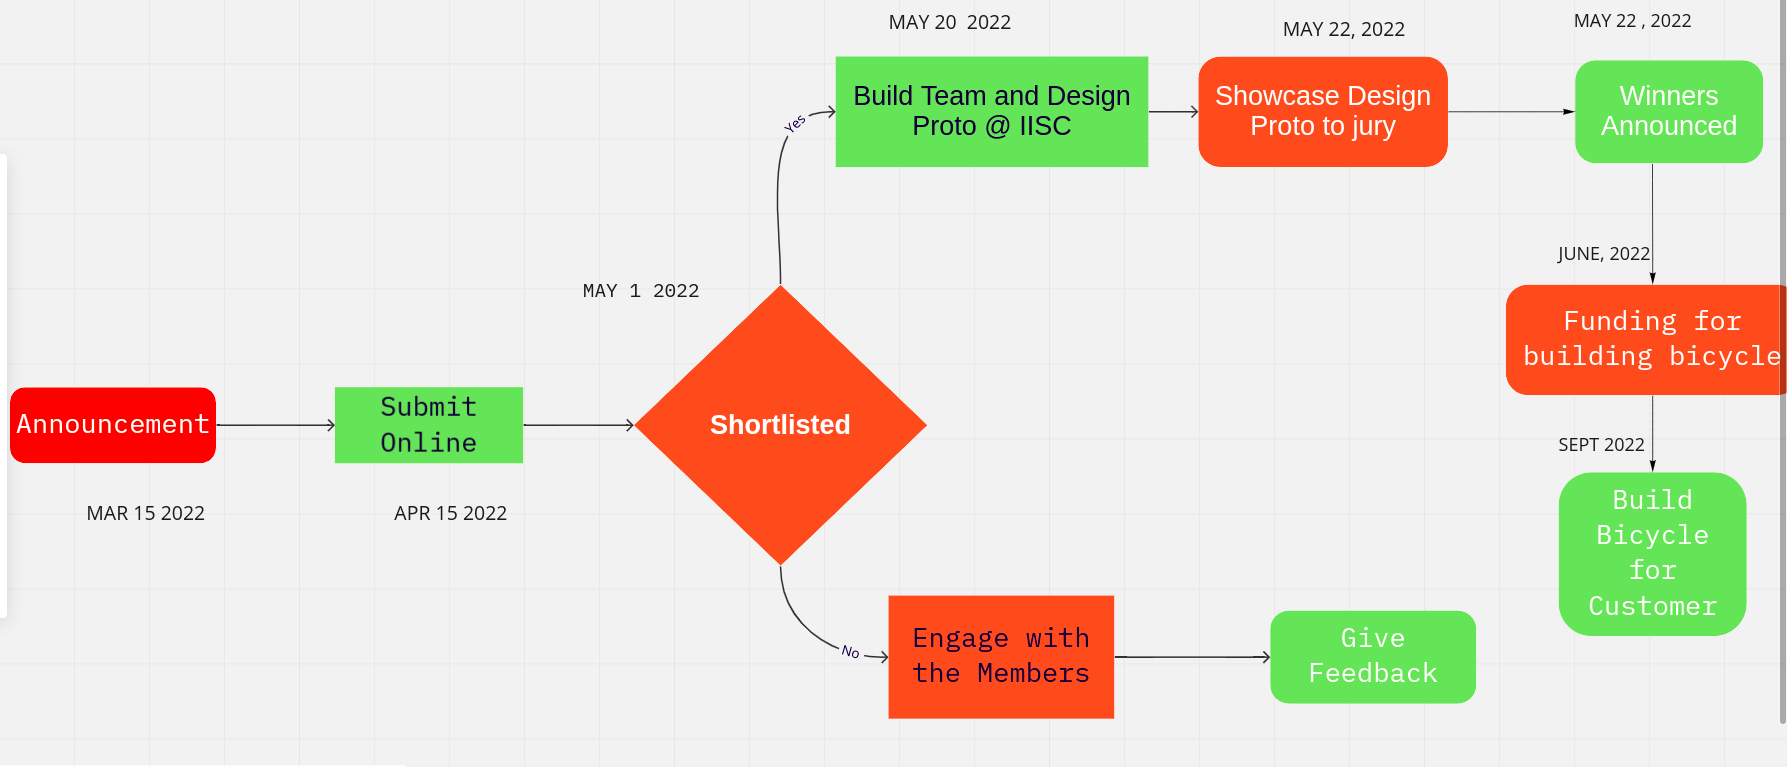 MAY 20  2022
MAY 22, 2022
MAY 22 , 2022
Build Team and Design
Proto @ IISC
Showcase Design
Proto to jury
Winners
Announced
Yes
JUNE, 2022
MAY 1 2022
Funding for
building bicycle
Announcement
Submit
Online
Shortlisted
SEPT 2022
MAR 15 2022
APR 15 2022
Build
Bicycle
for
Customer
No
Engage with
the Members
Give
Feedback